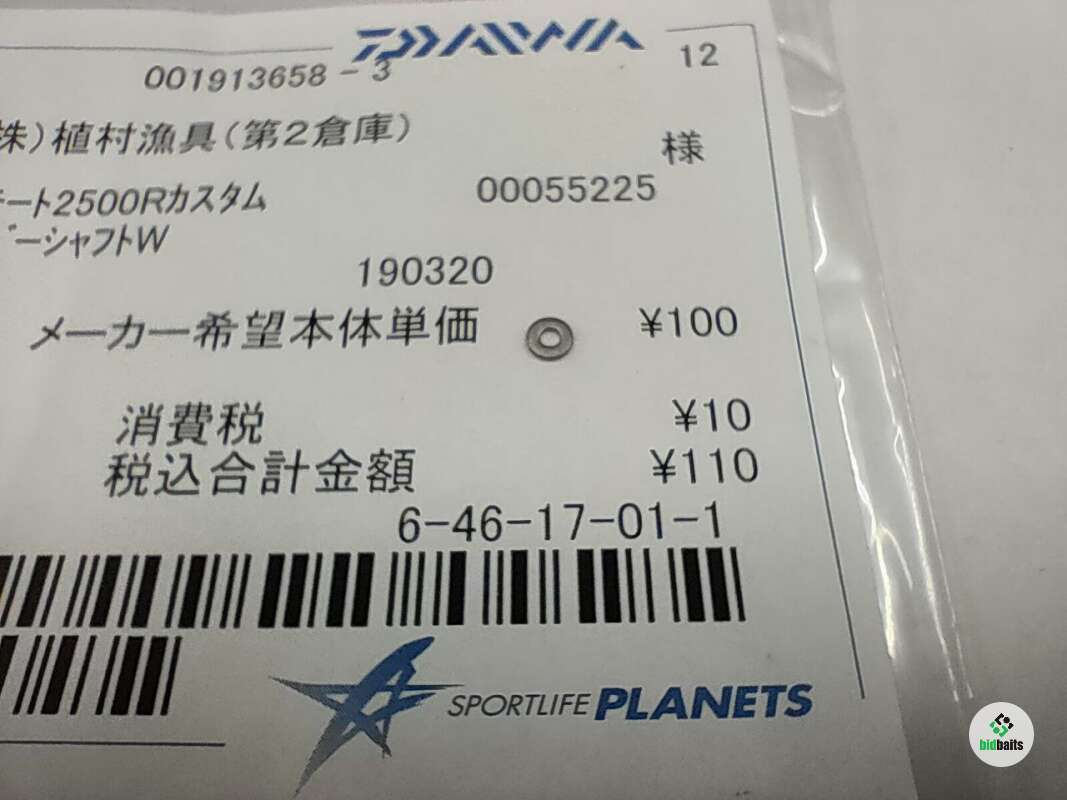 DAIWA
12
001913658-3
株)植村漁具(第2倉庫) 様
ート2500Rカスタム 00055225
ーシャフトW
190320
メーカー希望本体単価 ¥100
消費税 ¥10
税込合計金額 ¥110
6-46-17-01-1
SPORTLIFE PLANETS
bidbaits